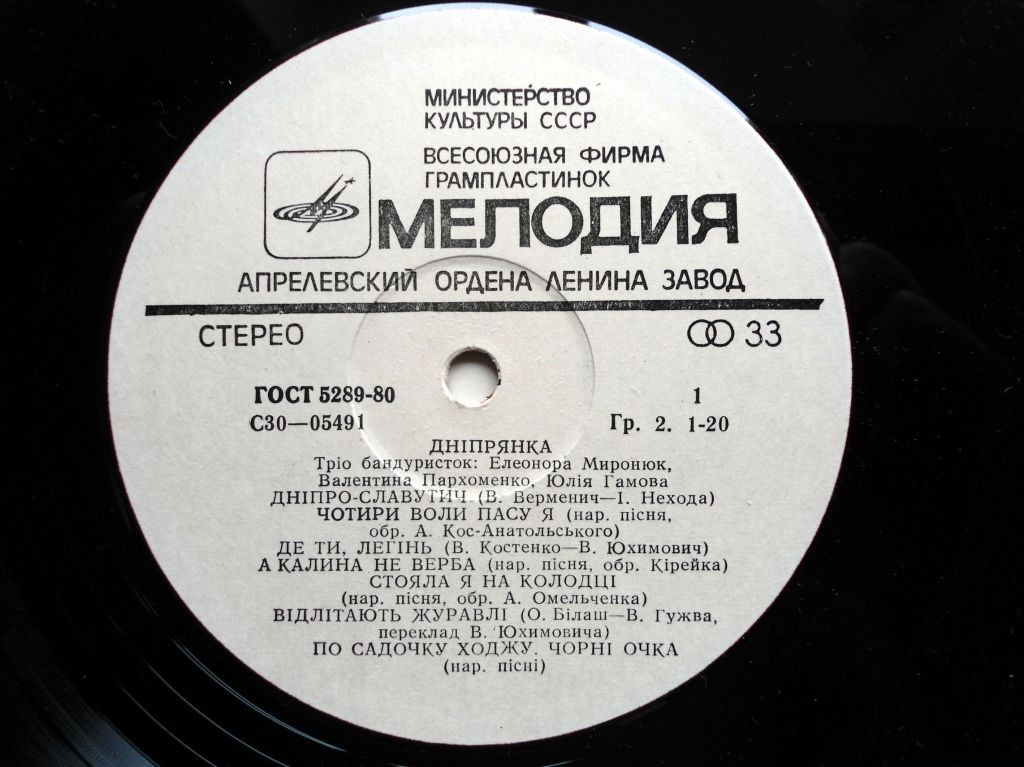 МИНИСТЕРСТВО
КУЛЬТУРЫ СССР
ВСЕСОЮЗНАЯ ФИРМА
ГРАМПЛАСТИНОК
МЕЛОДИЯ
АПРЕЛЕВСКИЙ ОРДЕНА ЛЕНИНА ЗАВОД
СТЕРЕО 33
ГОСТ 5289-80 1
С30—05491 Гр. 2. 1-20
ДНІПРЯНКА
Тріо бандуристок: Елеонора Миронюк,
Валентина Пархоменко, Юлія Гамова
ДНІПРО-СЛАВУТИЧ (В. Верменич—І. Нехода)
ЧОТИРИ ВОЛИ ПАСУ Я (нар. пісня,
обр. А. Кос-Анатольського)
ДЕ ТИ, ЛЕГІНЬ (В. Костенко—В. Юхимович)
А КАЛИНА НЕ ВЕРБА (нар. пісня, обр. Кірейка)
СТОЯЛА Я НА КОЛОДЦІ
(нар. пісня, обр. А. Омельченка)
ВІДЛІТАЮТЬ ЖУРАВЛІ (О. Білаш—В. Гужва,
переклад В. Юхимовича)
ПО САДОЧКУ ХОДЖУ. ЧОРНІ ОЧКА
(нар. пісні)